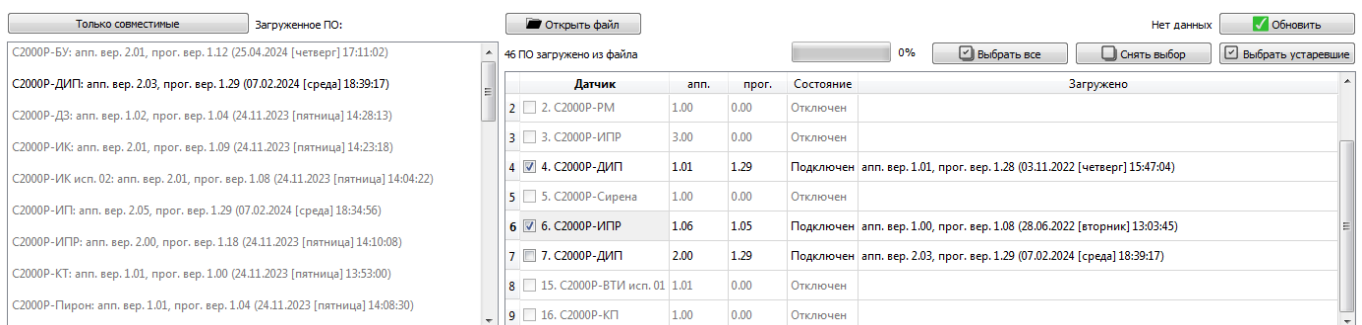 Только совместимые Загруженное ПО: Открыть файл Нет данных Обновить
46 ПО загружено из файла 0% Выбрать все Снять выбор Выбрать устаревшие
С2000Р-БУ: апп. вер. 2.01, прог. вер. 1.12 (25.04.2024 [четверг] 17:11:02)
С2000Р-ДИП: апп. вер. 2.03, прог. вер. 1.29 (07.02.2024 [среда] 18:39:17)
С2000Р-ДЗ: апп. вер. 1.02, прог. вер. 1.04 (24.11.2023 [пятница] 14:28:13)
С2000Р-ИК: апп. вер. 2.01, прог. вер. 1.09 (24.11.2023 [пятница] 14:23:18)
С2000Р-ИК исп. 02: апп. вер. 2.01, прог. вер. 1.08 (24.11.2023 [пятница] 14:04:22)
С2000Р-ИП: апп. вер. 2.05, прог. вер. 1.29 (07.02.2024 [среда] 18:34:56)
С2000Р-ИПР: апп. вер. 2.00, прог. вер. 1.18 (24.11.2023 [пятница] 14:10:08)
С2000Р-КТ: апп. вер. 1.01, прог. вер. 1.00 (24.11.2023 [пятница] 13:53:00)
С2000Р-Пирон: апп. вер. 1.01, прог. вер. 1.04 (24.11.2023 [пятница] 14:08:30)
Датчик апп. прог. Состояние Загружено
2 2. С2000Р-РМ 1.00 0.00 Отключен
3 3. С2000Р-ИПР 3.00 0.00 Отключен
4 4. С2000Р-ДИП 1.01 1.29 Подключен апп. вер. 1.01, прог. вер. 1.28 (03.11.2022 [четверг] 15:47:04)
5 5. С2000Р-Сирена 1.00 0.00 Отключен
6 6. С2000Р-ИПР 1.06 1.05 Подключен апп. вер. 1.00, прог. вер. 1.08 (28.06.2022 [вторник] 13:03:45)
7 7. С2000Р-ДИП 2.00 1.29 Подключен апп. вер. 2.03, прог. вер. 1.29 (07.02.2024 [среда] 18:39:17)
8 15. С2000Р-ВТИ исп. 01 1.01 0.00 Отключен
9 16. С2000Р-КП 1.00 0.00 Отключен